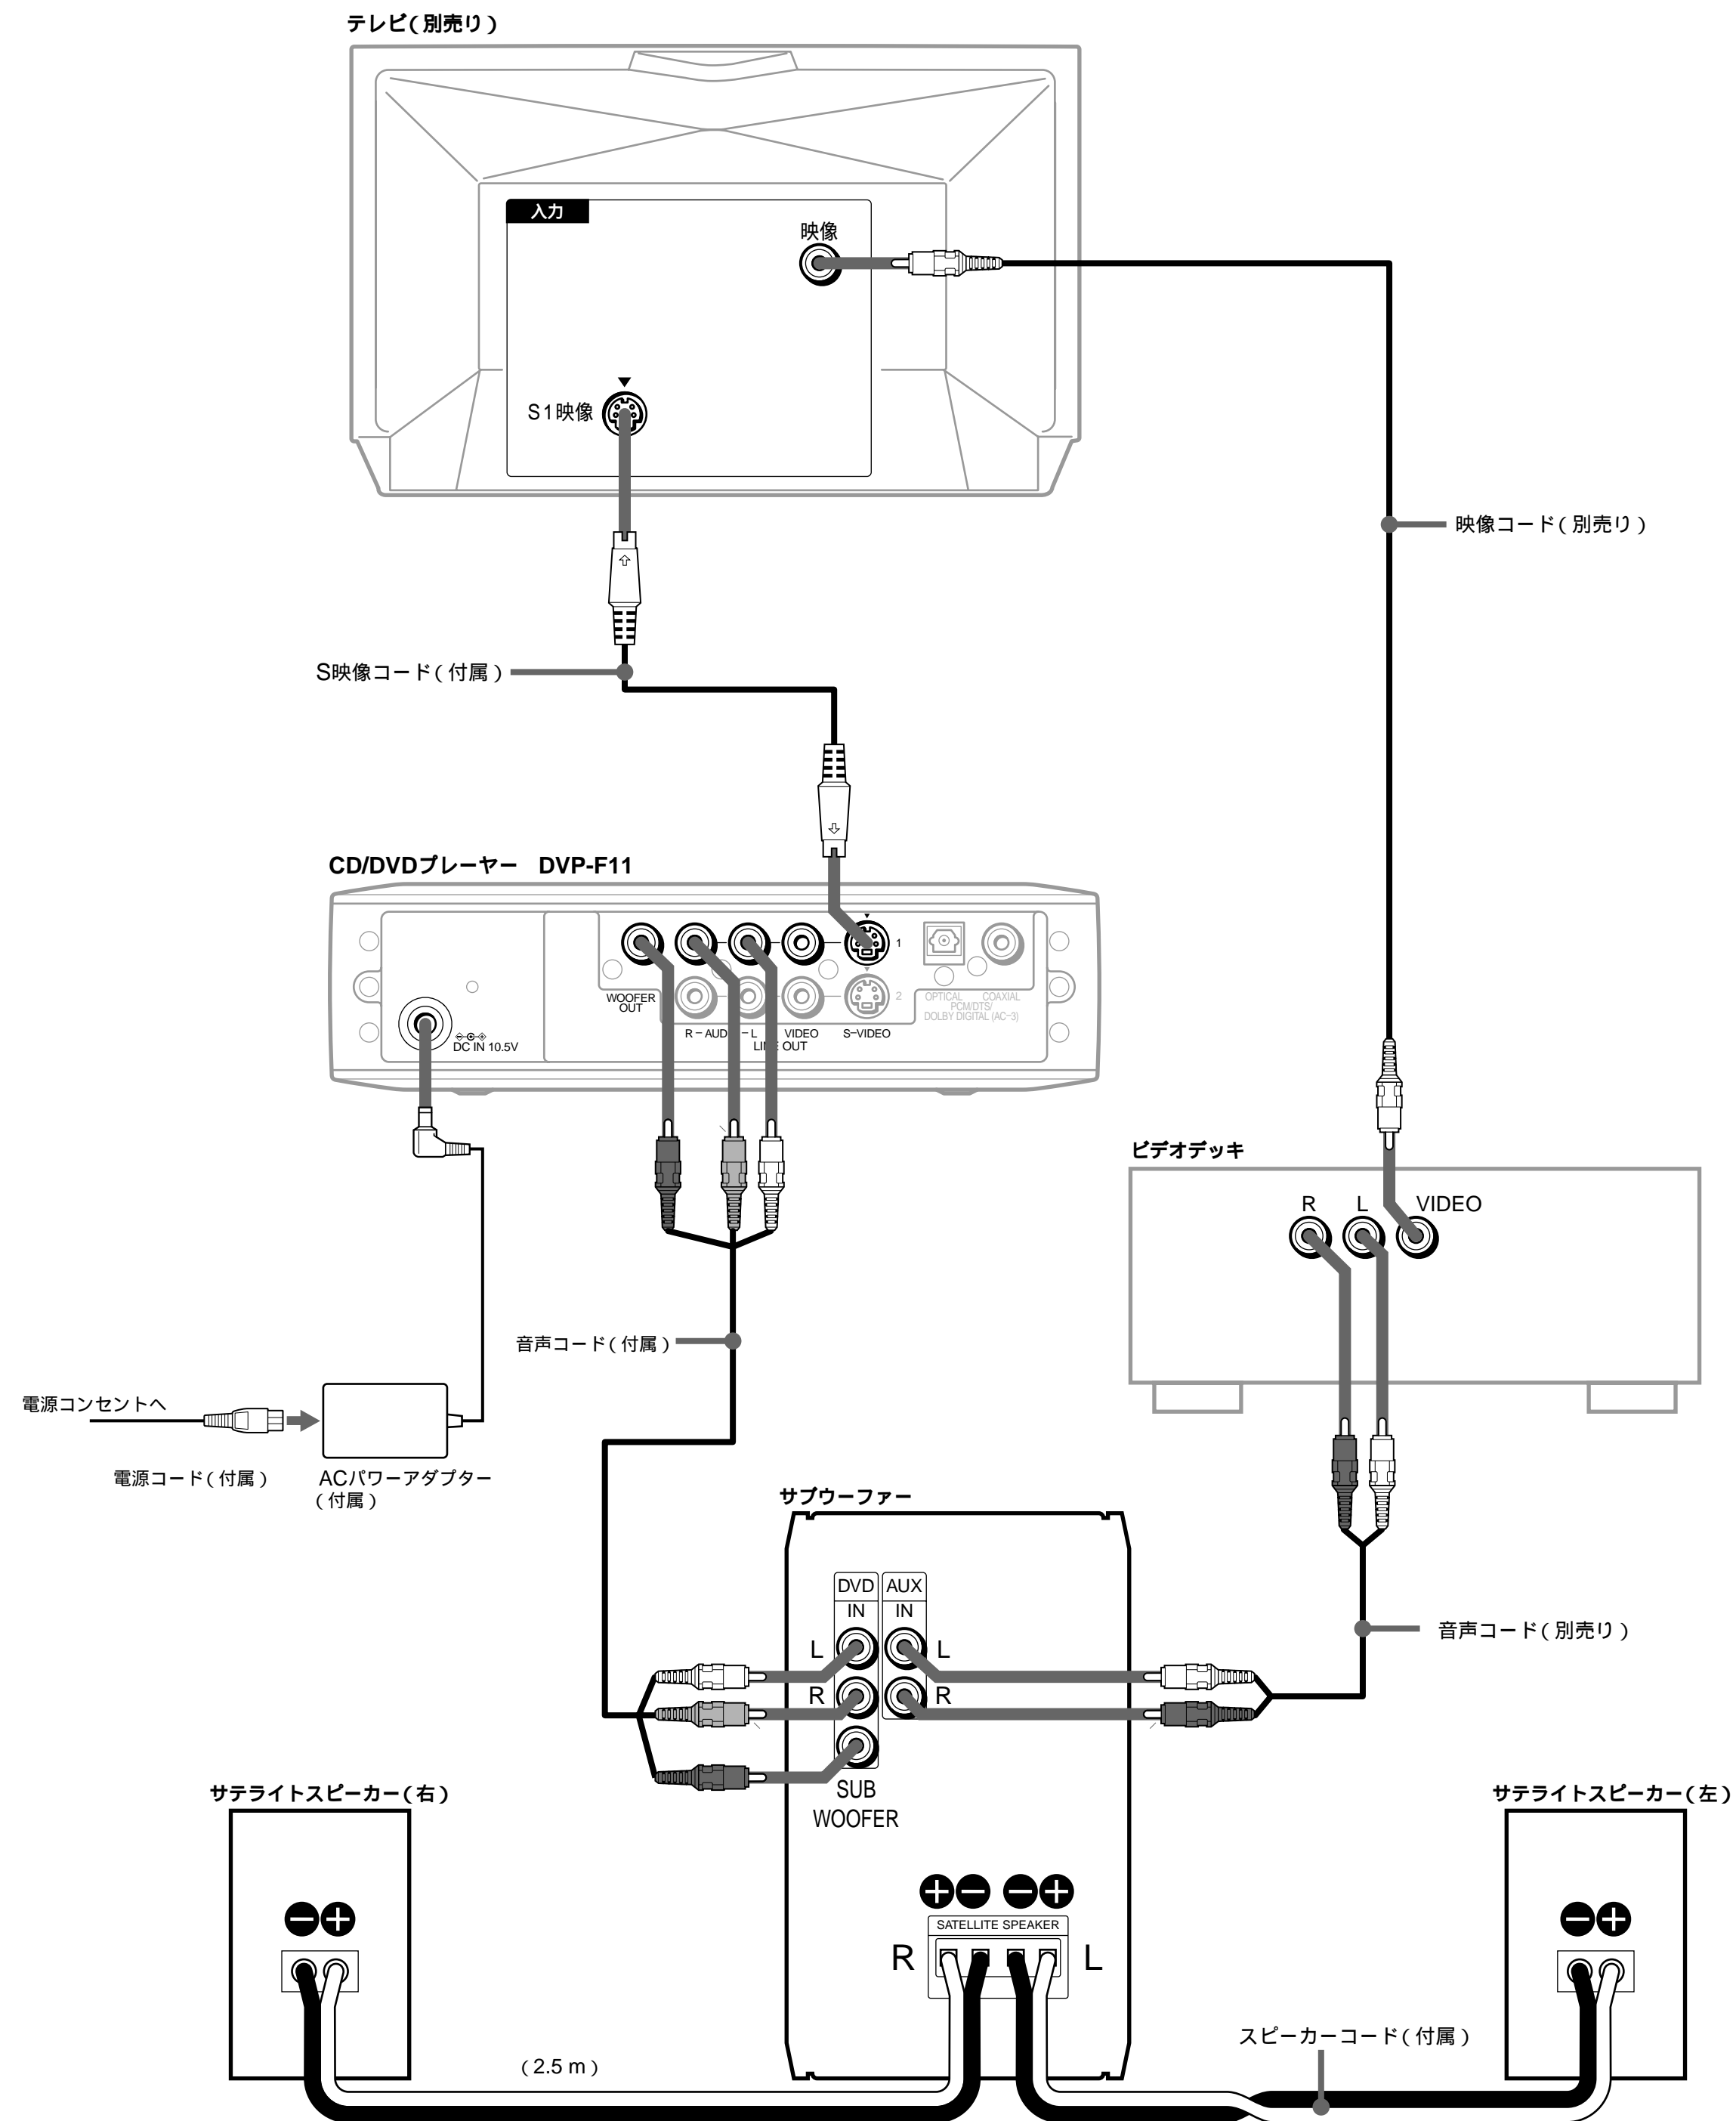 テレビ(別売り)
入力
映像
S1映像
映像コード(別売り)
S映像コード(付属)
CD/DVDプレーヤー DVP-F11
1
2
WOOFER
OUT
OPTICAL COAXIAL
PCM/DTS/
DOLBY DIGITAL (AC-3)
R-AUD -L VIDEO S-VIDEO
LINE OUT
DC IN 10.5V
ビデオデッキ
R L VIDEO
音声コード(付属)
電源コンセントへ
電源コード(付属)
ACパワーアダプター
(付属)
サブウーファー
DVD AUX
IN IN
L L
R R
音声コード(別売り)
SUB
WOOFER
サテライトスピーカー(右)
サテライトスピーカー(左)
SATELLITE SPEAKER
R L
スピーカーコード(付属)
(2.5 m)